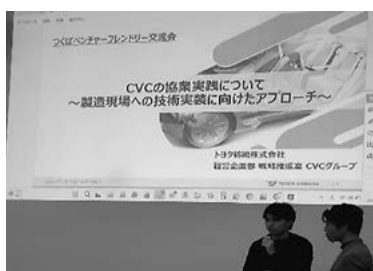 つくばベンチャーフレンドリー交流会
CVCの協業実践について
～製造現場への技術実装に向けたアプローチ～
トヨタ紡織株式会社
経営企画部 戦略推進室 CVCグループ
TOYOTA BOSHOKU